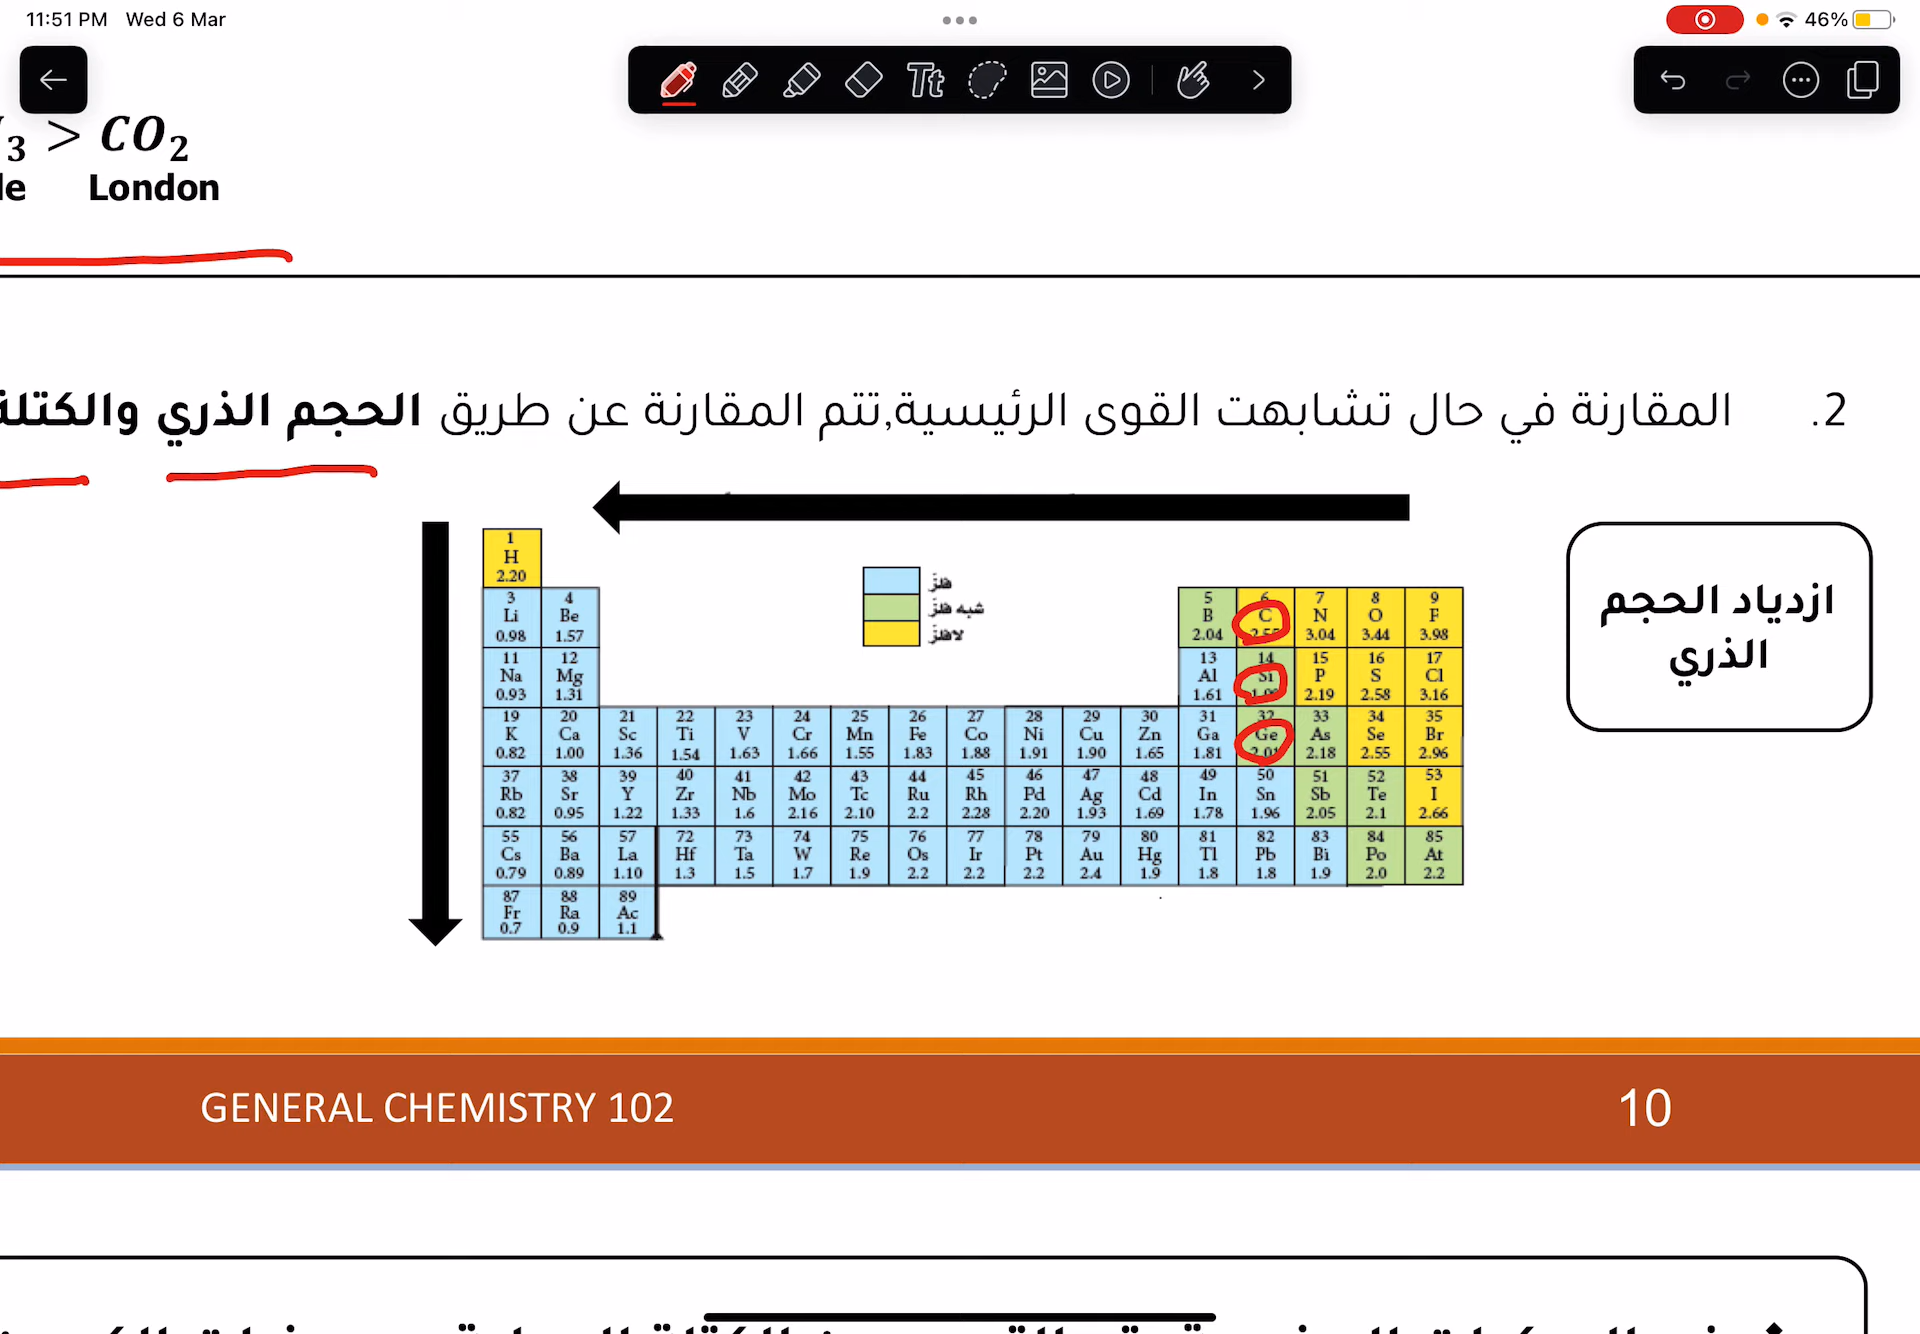 11:51 PM Wed 6 Mar
46%
Tt
3 > CO2
le London
2. المقارنة في حال تشابهت القوى الرئيسية,تتم المقارنة عن طريق الحجم الذري والكتلة
ازدياد الحجم
الذري
فلز
شبه فلز
لافلز
1
H
2.20
3 4 5 6 7 8 9
Li Be B C N O F
0.98 1.57 2.04 3.04 3.44 3.98
11 12 13 14 15 16 17
Na Mg Al Si P S Cl
0.93 1.31 1.61 2.19 2.58 3.16
19 20 21 22 23 24 25 26 27 28 29 30 31 32 33 34 35
K Ca Sc Ti V Cr Mn Fe Co Ni Cu Zn Ga Ge As Se Br
0.82 1.00 1.36 1.54 1.63 1.66 1.55 1.83 1.88 1.91 1.90 1.65 1.81 2.01 2.18 2.55 2.96
37 38 39 40 41 42 43 44 45 46 47 48 49 50 51 52 53
Rb Sr Y Zr Nb Mo Tc Ru Rh Pd Ag Cd In Sn Sb Te I
0.82 0.95 1.22 1.33 1.6 2.16 2.10 2.2 2.28 2.20 1.93 1.69 1.78 1.96 2.05 2.1 2.66
55 56 57 72 73 74 75 76 77 78 79 80 81 82 83 84 85
Cs Ba La Hf Ta W Re Os Ir Pt Au Hg Tl Pb Bi Po At
0.79 0.89 1.10 1.3 1.5 1.7 1.9 2.2 2.2 2.2 2.4 1.9 1.8 1.8 1.9 2.0 2.2
87 88 89
Fr Ra Ac
0.7 0.9 1.1
GENERAL CHEMISTRY 102 10